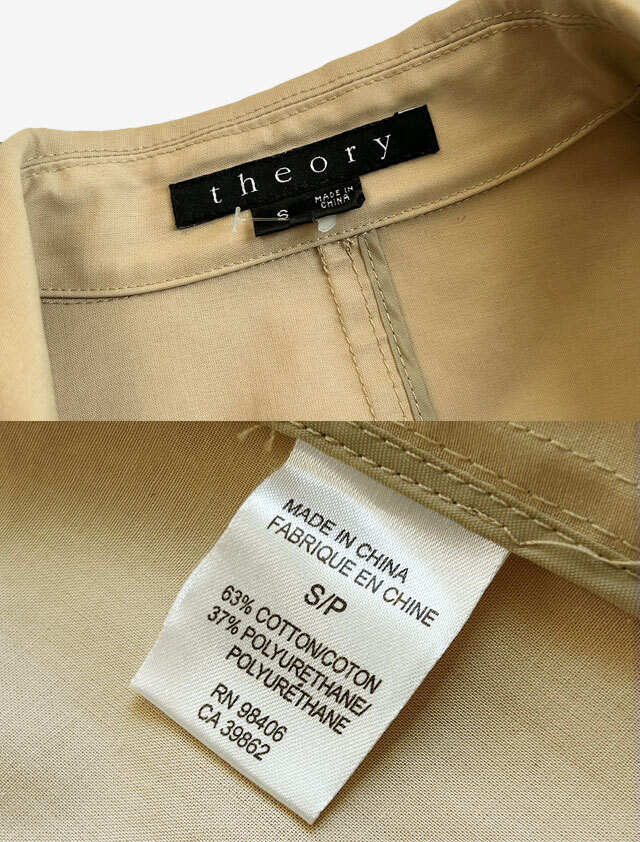 theory
S
MADE IN
CHINA
MADE IN CHINA
FABRIQUE EN CHINE
S/P
63% COTTON/COTON
37% POLYURETHANE/
POLYURÉTHANE
RN 98406
CA 39862